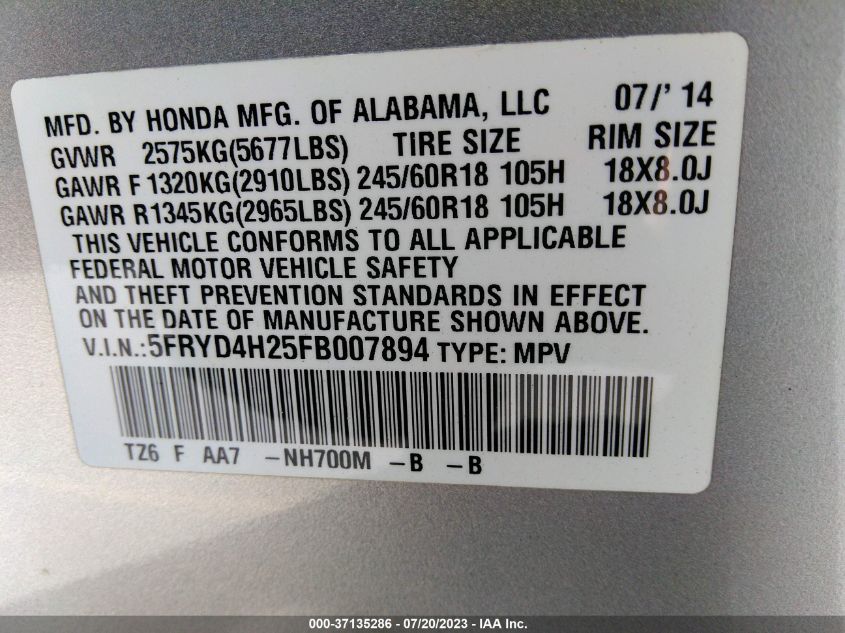 MFD. BY HONDA MFG. OF ALABAMA, LLC 07/' 14
GVWR 2575KG(5677LBS) TIRE SIZE RIM SIZE
GAWR F 1320KG(2910LBS) 245/60R18 105H 18X8.0J
GAWR R1345KG(2965LBS) 245/60R18 105H 18X8.0J
THIS VEHICLE CONFORMS TO ALL APPLICABLE
FEDERAL MOTOR VEHICLE SAFETY
AND THEFT PREVENTION STANDARDS IN EFFECT
ON THE DATE OF MANUFACTURE SHOWN ABOVE.
V.I.N.:5FRYD4H25FB007894 TYPE: MPV
TZ6 F AA7 -NH700M -B -B
000-37135286 - 07/20/2023 - IAA Inc.